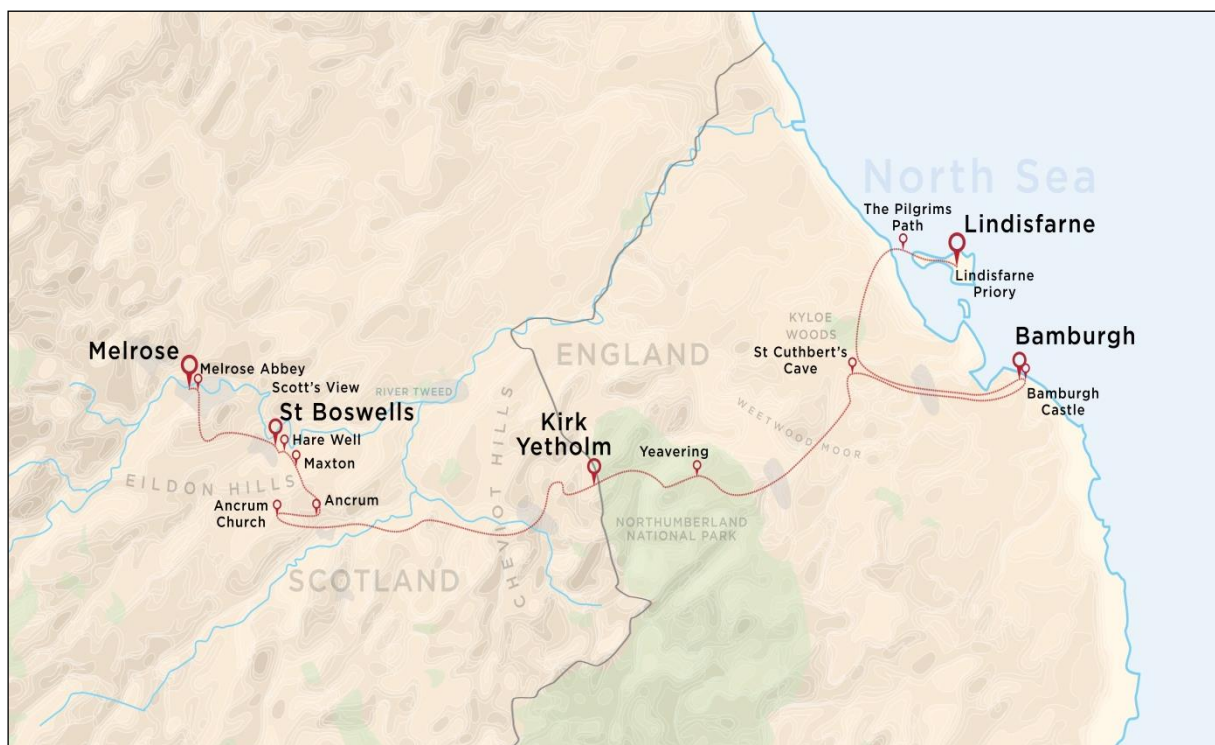 North Sea
The Pilgrims
Path
Lindisfarne
Lindisfarne
Priory
KYLOE
WOODS
ENGLAND
St Cuthbert's
Cave
Bamburgh
Bamburgh
Castle
Melrose
Melrose Abbey
Scott's View
RIVER TWEED
St Boswells
Hare Well
Maxton
WEETWOOD MOOR
Kirk
Yetholm
Yeavering
CHEVIOT HILLS
EILDON HILLS
Ancrum
Church
Ancrum
NORTHUMBERLAND
NATIONAL PARK
SCOTLAND